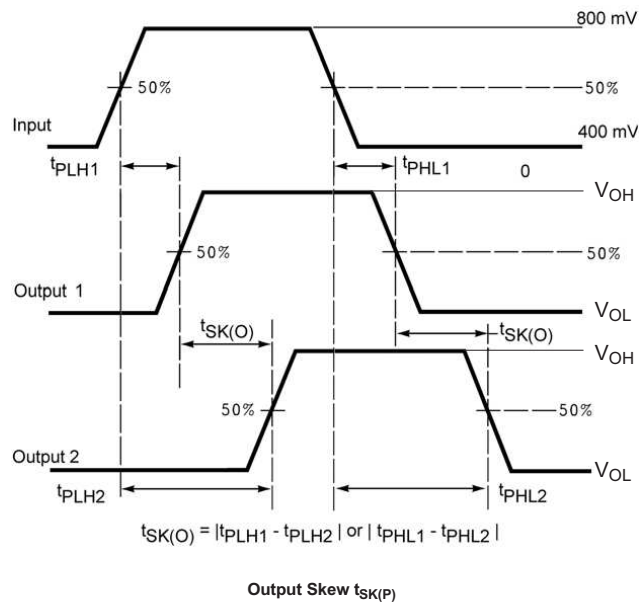 800 mV
50%
50%
Input
400 mV
tPLH1
tPHL1
0
VOH
50%
50%
Output 1
VOL
tSK(O)
tSK(O)
VOH
50%
50%
Output 2
VOL
tPLH2
tPHL2
tSK(O) = |tPLH1 - tPLH2| or | tPHL1 - tPHL2 |
Output Skew tSK(P)